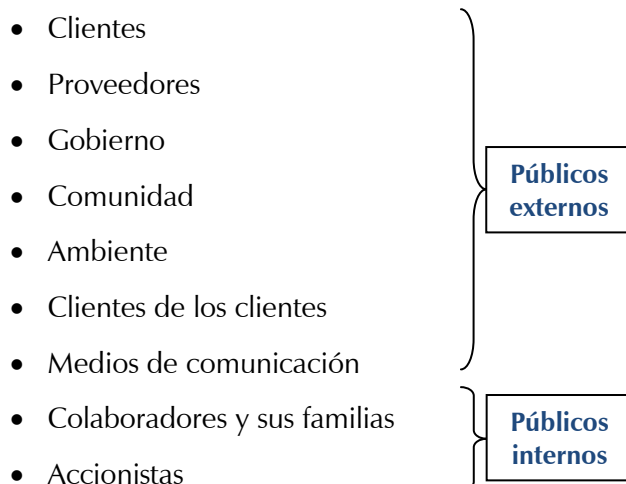 • Clientes
• Proveedores
• Gobierno
• Comunidad
• Ambiente
• Clientes de los clientes
• Medios de comunicación
Públicos
externos
• Colaboradores y sus familias
• Accionistas
Públicos
internos